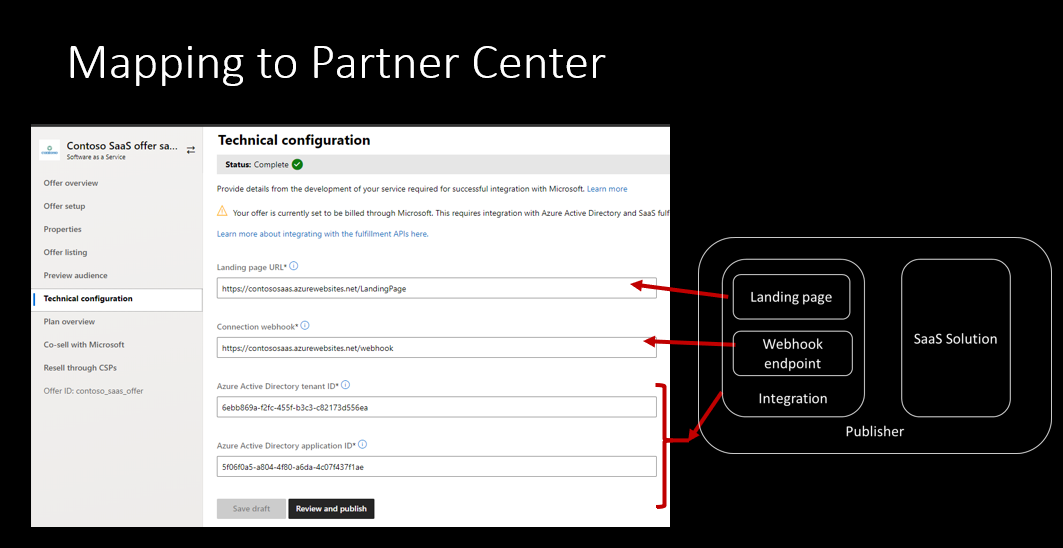 Mapping to Partner Center
Contoso SaaS offer sa...
Software as a Service
Offer overview
Offer setup
Properties
Offer listing
Preview audience
Technical configuration
Plan overview
Co-sell with Microsoft
Resell through CSPs
Offer ID: contoso_saas_offer
Technical configuration
Status: Complete
Provide details from the development of your service required for successful integration with Microsoft. Learn more
Your offer is currently set to be billed through Microsoft. This requires integration with Azure Active Directory and SaaS fulf
Learn more about integrating with the fulfillment APIs here.
Landing page URL*
https://contososaas.azurewebsites.net/LandingPage
Connection webhook*
https://contososaas.azurewebsites.net/webhook
Azure Active Directory tenant ID*
6ebb869a-f2fc-455f-b3c3-c82173d556ea
Azure Active Directory application ID*
5f06f0a5-a804-4f80-a6da-4c07f437f1ae
Save draft
Review and publish
Landing page
Webhook
endpoint
Integration
SaaS Solution
Publisher